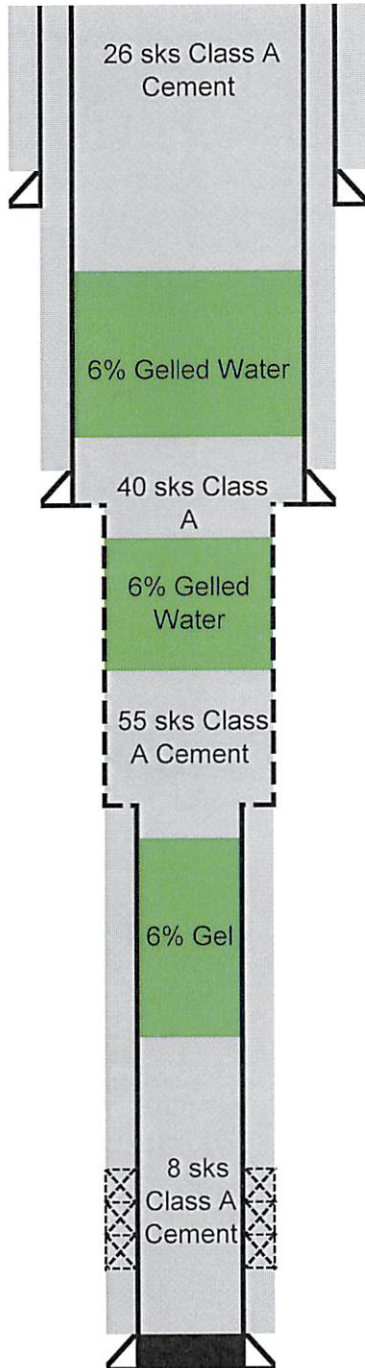 26 sks Class A
Cement
6% Gelled Water
40 sks Class
A
6% Gelled
Water
55 sks Class
A Cement
6% Gel
8 sks
Class A
Cement